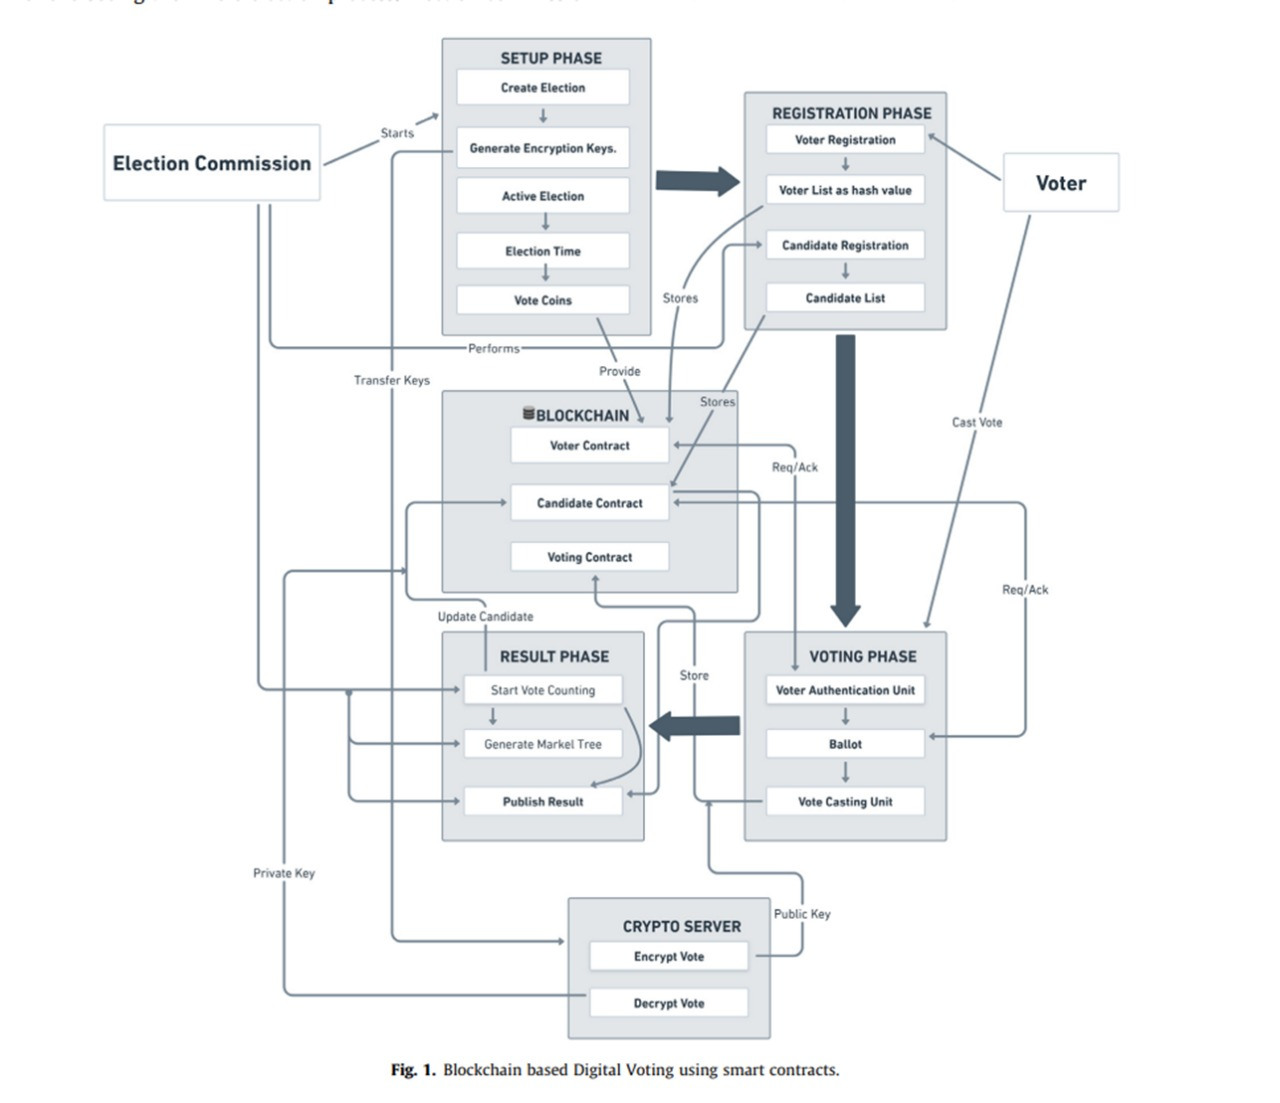 SETUP PHASE
Create Election
Generate Encryption Keys.
Active Election
Election Time
Vote Coins
Election Commission
Starts
REGISTRATION PHASE
Voter Registration
Voter List as hash value
Candidate Registration
Candidate List
Voter
Stores
Performs
Provide
Transfer Keys
Stores
Cast Vote
BLOCKCHAIN
Voter Contract
Candidate Contract
Voting Contract
Req/Ack
Req/Ack
Update Candidate
RESULT PHASE
Start Vote Counting
Generate Markel Tree
Publish Result
Store
VOTING PHASE
Voter Authentication Unit
Ballot
Vote Casting Unit
Private Key
Public Key
CRYPTO SERVER
Encrypt Vote
Decrypt Vote
Fig. 1. Blockchain based Digital Voting using smart contracts.